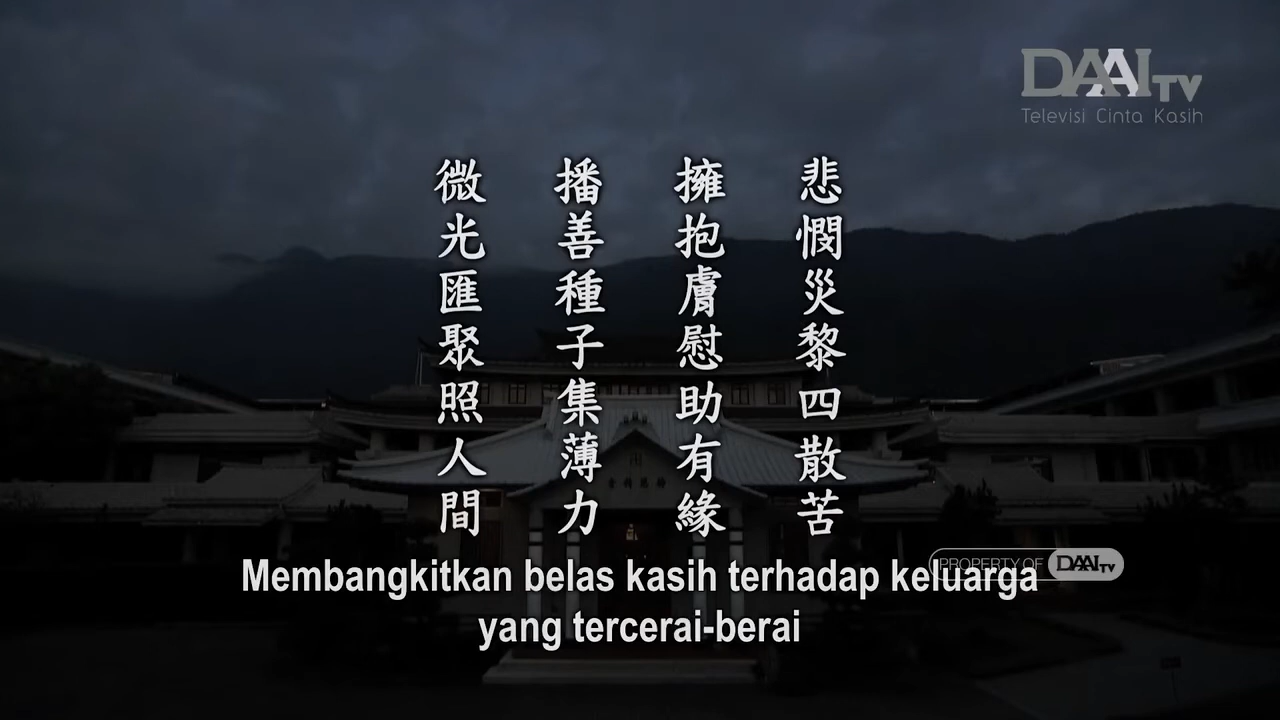 DAAI TV
Televisi Cinta Kasih
悲憫災黎四散苦
擁抱膚慰助有緣
播善種子集薄力
微光匯聚照人間
PROPERTY OF DAAI TV
Membangkitkan belas kasih terhadap keluarga
yang tercerai-berai